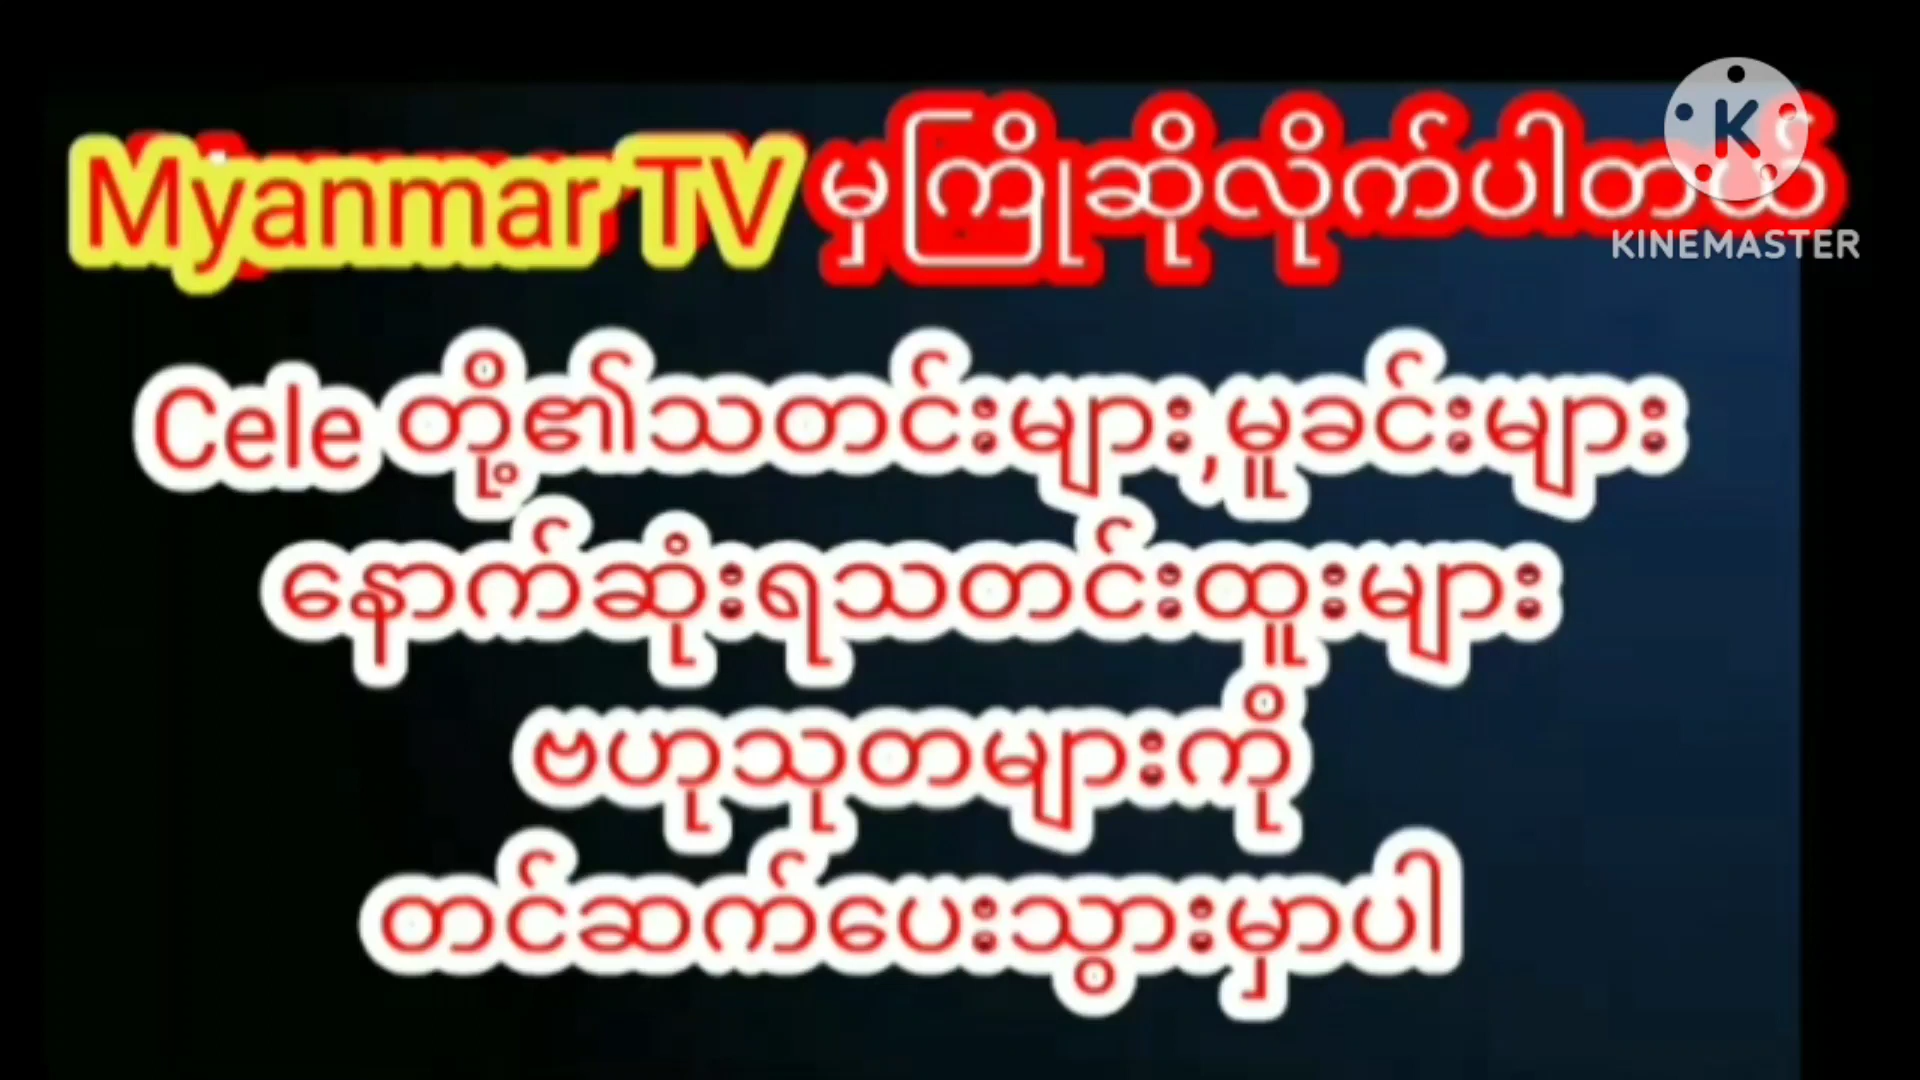 Myanmar TV မှကြိုဆိုလိုက်ပါတယ်
KINEMASTER
Cele တို့၏သတင်းများ,မူခင်းများ
နောက်ဆုံးရသတင်းထူးများ
ဗဟုသုတများကို
တင်ဆက်ပေးသွားမှာပါ